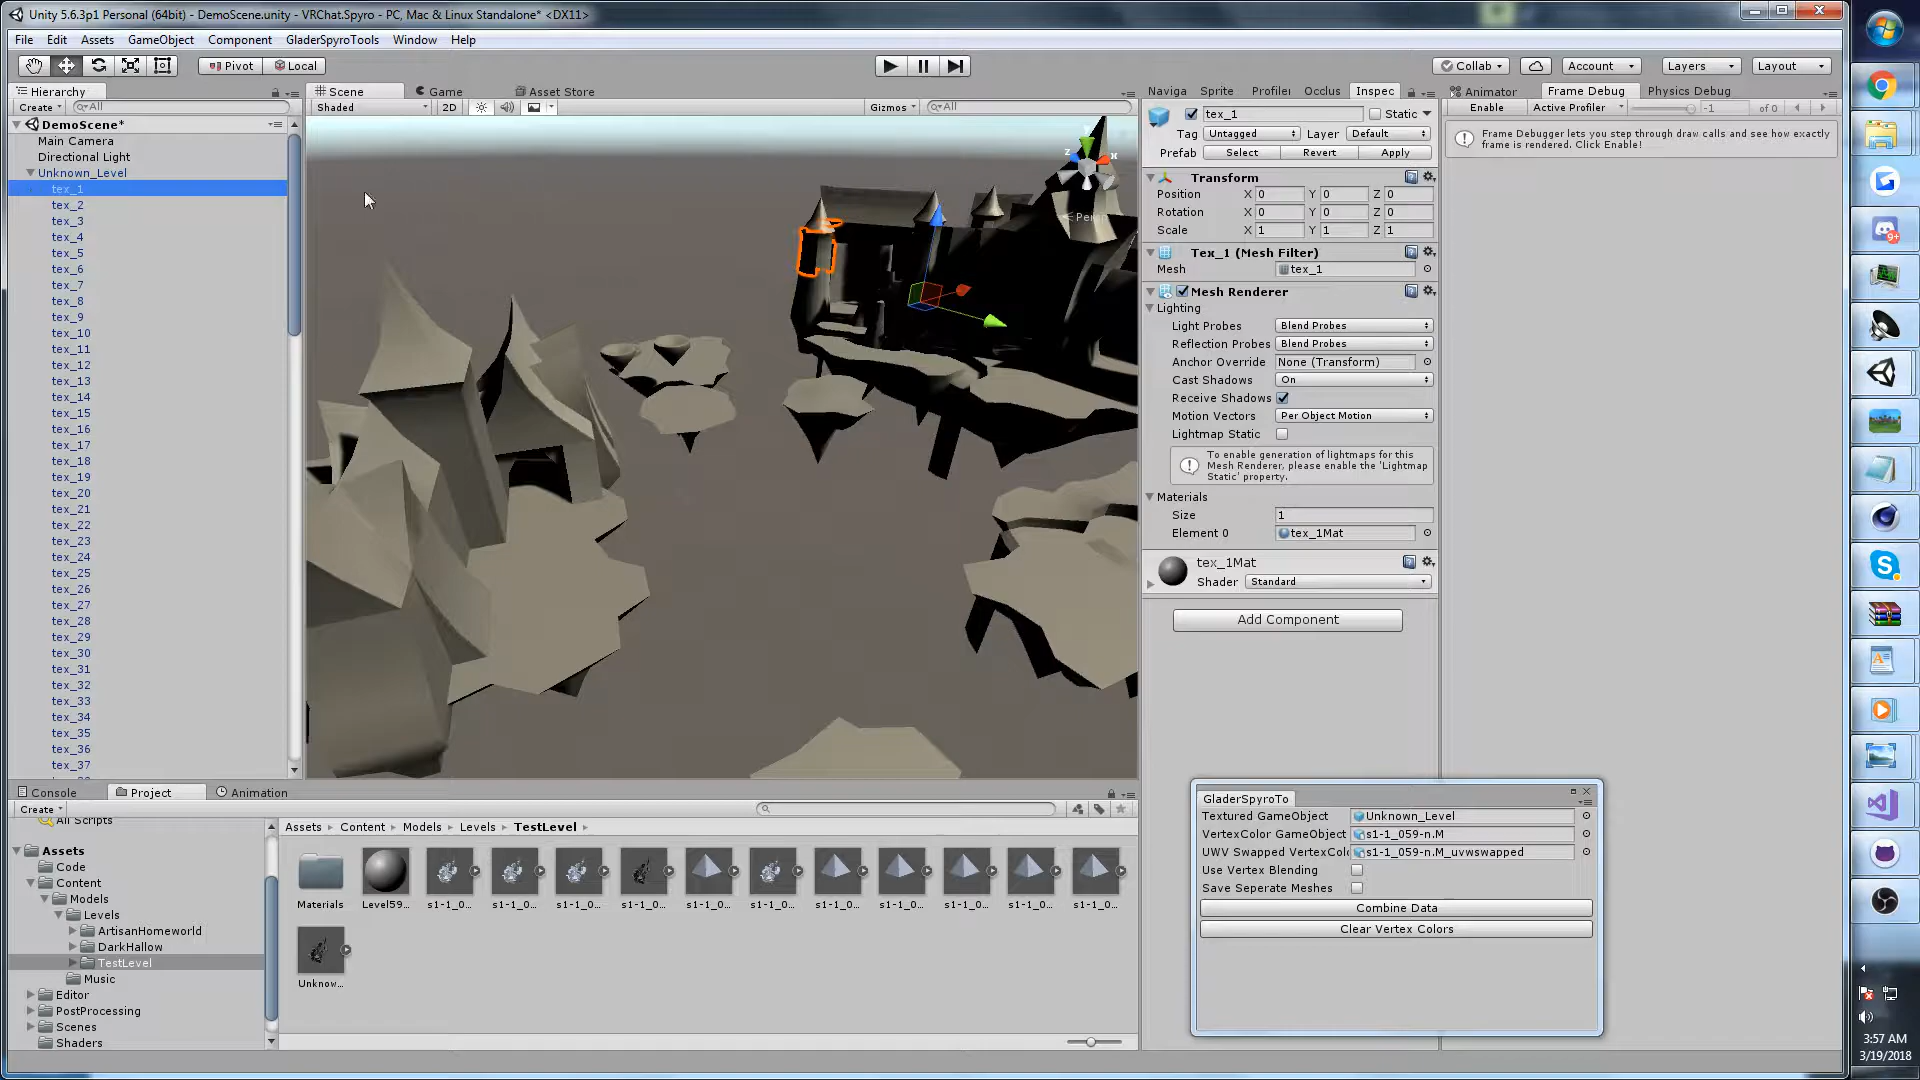 Unity 5.6.3p1 Personal (64bit) - DemoScene.unity - VRChat.Spyro - PC, Mac & Linux Standalone* <DX11>
File Edit Assets GameObject Component GladerSpyroTools Window Help
Pivot Local Collab Account Layers Layout
Hierarchy
Create All
DemoScene*
Main Camera
Directional Light
Unknown_Level
tex_1
tex_2
tex_3
tex_4
tex_5
tex_6
tex_7
tex_8
tex_9
tex_10
tex_11
tex_12
tex_13
tex_14
tex_15
tex_16
tex_17
tex_18
tex_19
tex_20
tex_21
tex_22
tex_23
tex_24
tex_25
tex_26
tex_27
tex_28
tex_29
tex_30
tex_31
tex_32
tex_33
tex_34
tex_35
tex_36
tex_37
Scene Game Asset Store
Shaded 2D Gizmos All
z x
Persp
Naviga Sprite Profiler Occlus Inspec
tex_1 Static
Tag Untagged Layer Default
Prefab Select Revert Apply
Transform
Position X 0 Y 0 Z 0
Rotation X 0 Y 0 Z 0
Scale X 1 Y 1 Z 1
Tex_1 (Mesh Filter)
Mesh tex_1
Mesh Renderer
Lighting
Light Probes Blend Probes
Reflection Probes Blend Probes
Anchor Override None (Transform)
Cast Shadows On
Receive Shadows
Motion Vectors Per Object Motion
Lightmap Static
To enable generation of lightmaps for this
Mesh Renderer, please enable the 'Lightmap
Static' property.
Materials
Size 1
Element 0 tex_1Mat
tex_1Mat
Shader Standard
Add Component
Animator Frame Debug Physics Debug
Enable Active Profiler -1 of 0
Frame Debugger lets you step through draw calls and see how exactly
frame is rendered. Click Enable!
Console Project Animation
Create
All Scripts
Assets
Code
Content
Models
Levels
ArtisanHomeworld
DarkHallow
TestLevel
Music
Editor
PostProcessing
Scenes
Shaders
Assets Content Models Levels TestLevel
Materials Level59... s1-1_0... s1-1_0... s1-1_0... s1-1_0... s1-1_0... s1-1_0... s1-1_0... s1-1_0... s1-1_0... s1-1_0... s1-1_0...
Unknow...
GladerSpyroTo
Textured GameObject Unknown_Level
VertexColor GameObject s1-1_059-n.M
UWV Swapped VertexColo s1-1_059-n.M_uvwswapped
Use Vertex Blending
Save Seperate Meshes
Combine Data
Clear Vertex Colors
9+
3:57 AM
3/19/2018